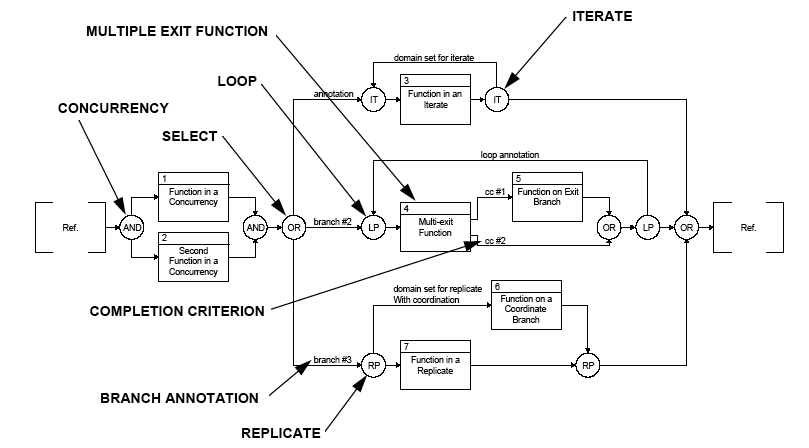 ITERATE
MULTIPLE EXIT FUNCTION
domain set for iterate
LOOP
3
annotation
IT
Function in an
Iterate
IT
CONCURRENCY
SELECT
loop annotation
1
Function in a
Concurrency
5
Function on Exit
Branch
cc #1
4
Multi-exit
Function
Ref.
AND
AND
OR
branch #2
LP
OR
LP
OR
Ref.
cc #2
2
Second
Function in a
Concurrency
domain set for replicate
With coordination
6
Function on a
Coordinate
Branch
COMPLETION CRITERION
7
Function in a
Replicate
branch #3
RP
RP
BRANCH ANNOTATION
REPLICATE